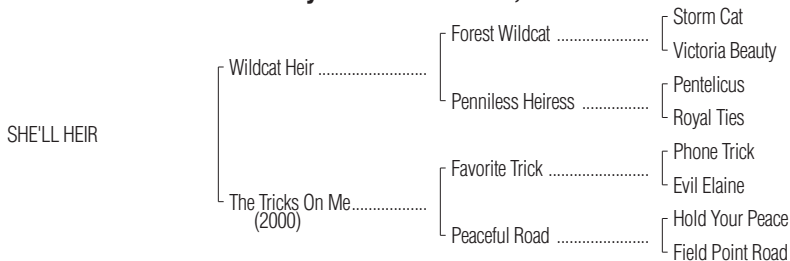 Storm Cat
Forest Wildcat ......................
Victoria Beauty
Wildcat Heir ..........................
Pentelicus
Penniless Heiress ................
Royal Ties
SHE'LL HEIR
Phone Trick
Favorite Trick ........................
Evil Elaine
The Tricks On Me..................
(2000)
Hold Your Peace
Peaceful Road ......................
Field Point Road